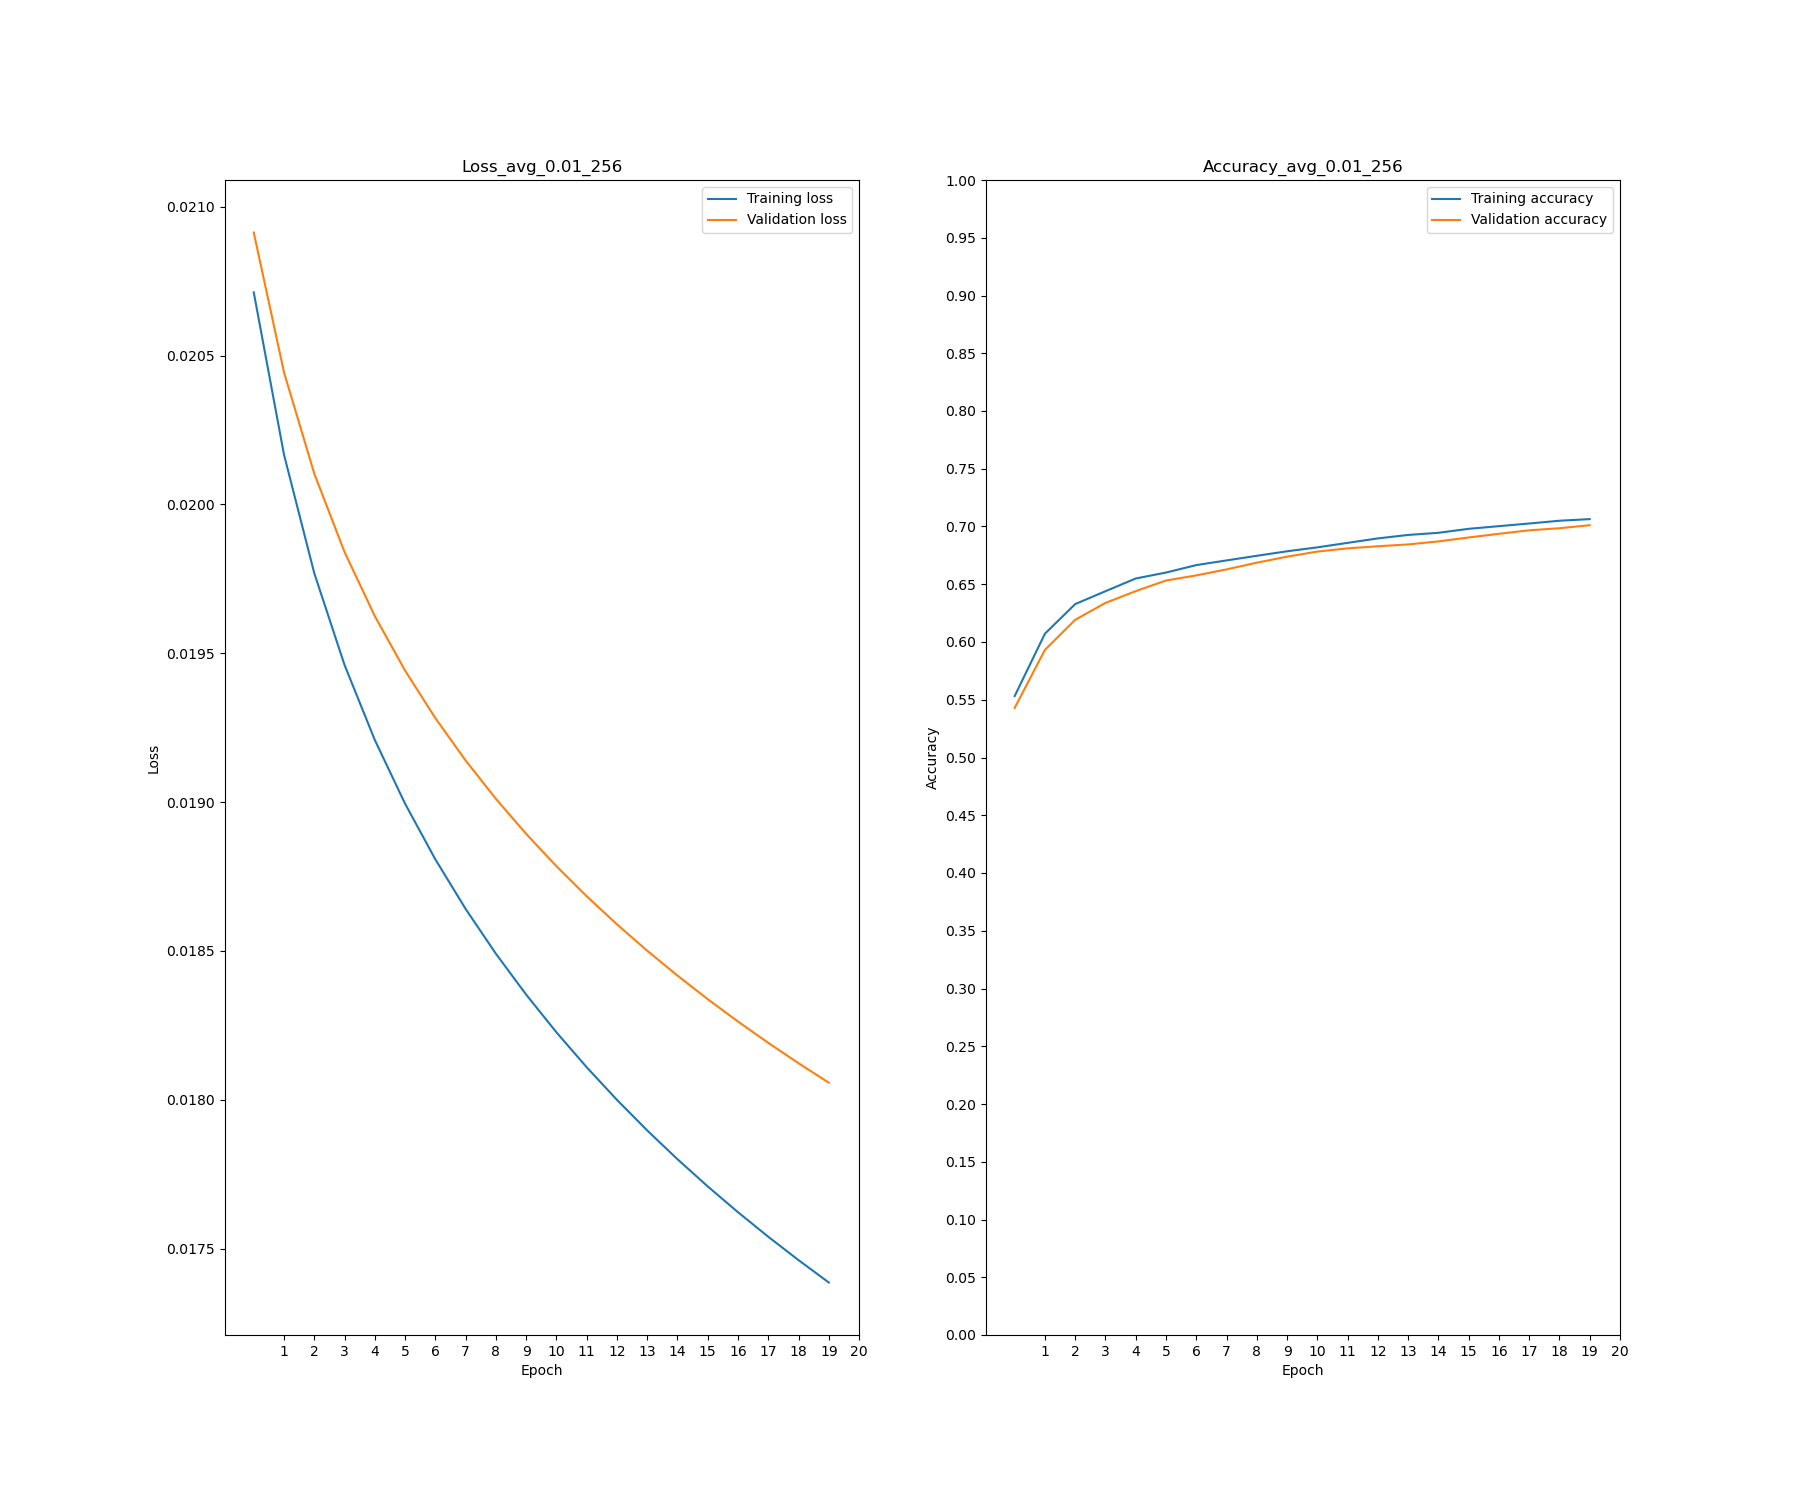 Loss_avg_0.01_256
Training loss
Validation loss
0.0210
0.0205
0.0200
0.0195
0.0190
0.0185
0.0180
0.0175
Loss
1 2 3 4 5 6 7 8 9 10 11 12 13 14 15 16 17 18 19 20
Epoch
Accuracy_avg_0.01_256
Training accuracy
Validation accuracy
1.00
0.95
0.90
0.85
0.80
0.75
0.70
0.65
0.60
0.55
0.50
0.45
0.40
0.35
0.30
0.25
0.20
0.15
0.10
0.05
0.00
Accuracy
1 2 3 4 5 6 7 8 9 10 11 12 13 14 15 16 17 18 19 20
Epoch